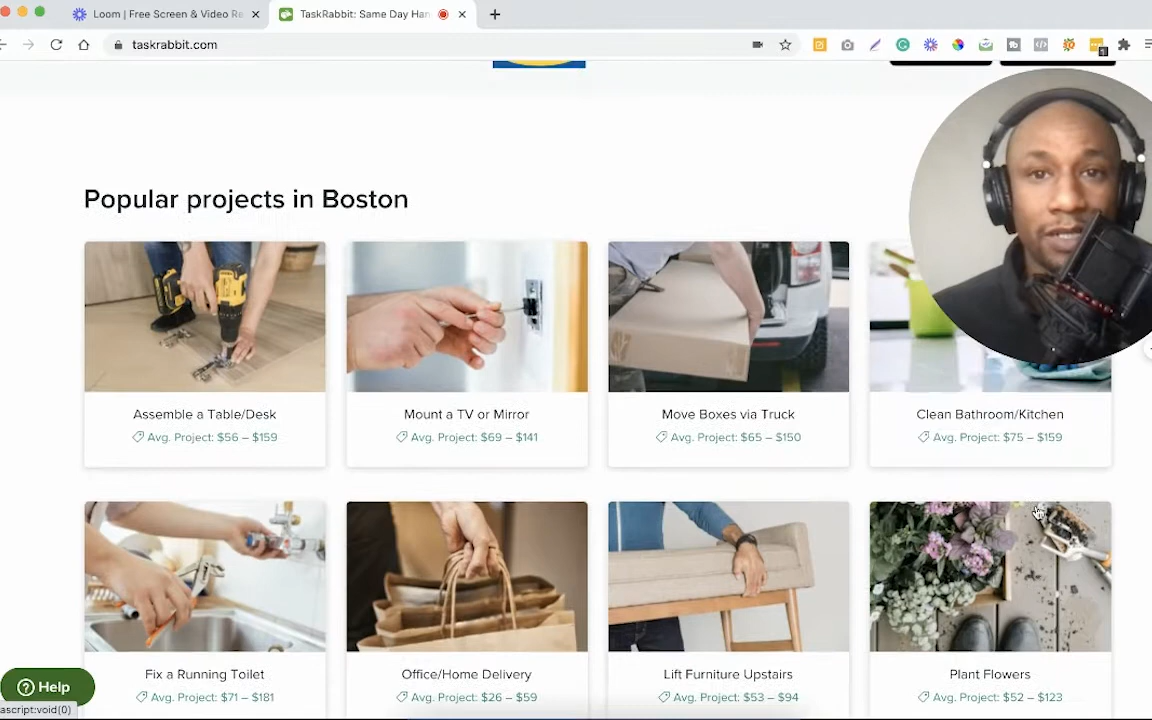 Loom | Free Screen & Video Re
TaskRabbit: Same Day Han
taskrabbit.com
Popular projects in Boston
Assemble a Table/Desk
Avg. Project: $56 – $159
Mount a TV or Mirror
Avg. Project: $69 – $141
Move Boxes via Truck
Avg. Project: $65 – $150
Clean Bathroom/Kitchen
Avg. Project: $75 – $159
Fix a Running Toilet
Avg. Project: $71 – $181
Office/Home Delivery
Avg. Project: $26 – $59
Lift Furniture Upstairs
Avg. Project: $53 – $94
Plant Flowers
Avg. Project: $52 – $123
Help
ascript:void(0)